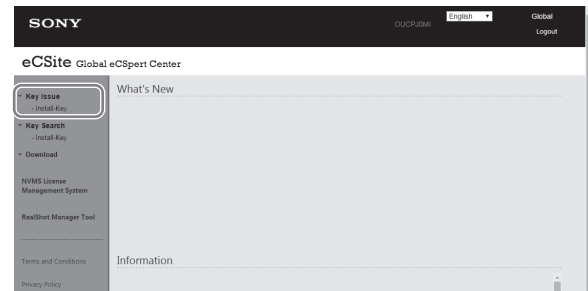 SONY
OUCPJ0MI
English
Global
Logout
eCSite Global eCSpert Center
Key Issue
- Install-Key
Key Search
- Install-Key
Download
NVMS License
Management System
RealShot Manager Tool
Terms and Conditions
Privacy Policy
What's New
Information